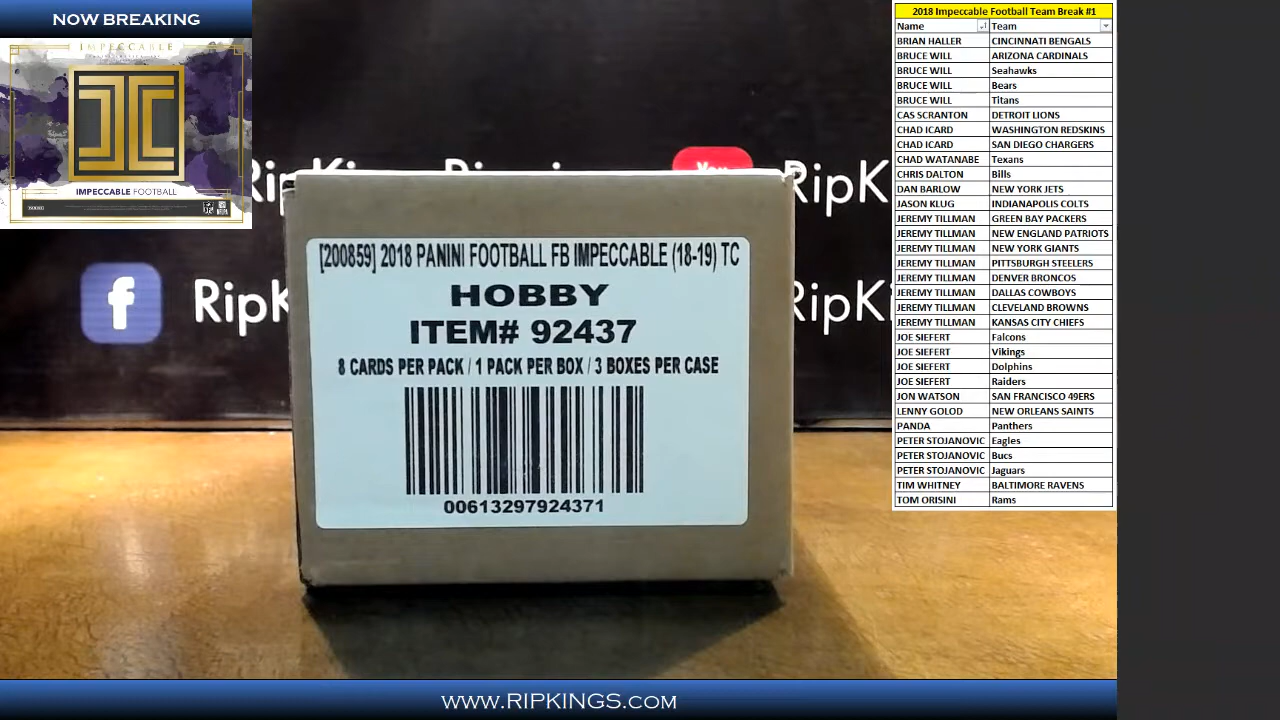 NOW BREAKING
IMPECCABLE
IMPECCABLE FOOTBALL
RipKi
RipK
RipK
[200859] 2018 PANINI FOOTBALL FB IMPECCABLE (18-19) TC
HOBBY
ITEM# 92437
8 CARDS PER PACK / 1 PACK PER BOX / 3 BOXES PER CASE
00613297924371
2018 Impeccable Football Team Break #1
Name Team
BRIAN HALLER CINCINNATI BENGALS
BRUCE WILL ARIZONA CARDINALS
BRUCE WILL Seahawks
BRUCE WILL Bears
BRUCE WILL Titans
CAS SCRANTON DETROIT LIONS
CHAD ICARD WASHINGTON REDSKINS
CHAD ICARD SAN DIEGO CHARGERS
CHAD WATANABE Texans
CHRIS DALTON Bills
DAN BARLOW NEW YORK JETS
JASON KLUG INDIANAPOLIS COLTS
JEREMY TILLMAN GREEN BAY PACKERS
JEREMY TILLMAN NEW ENGLAND PATRIOTS
JEREMY TILLMAN NEW YORK GIANTS
JEREMY TILLMAN PITTSBURGH STEELERS
JEREMY TILLMAN DENVER BRONCOS
JEREMY TILLMAN DALLAS COWBOYS
JEREMY TILLMAN CLEVELAND BROWNS
JEREMY TILLMAN KANSAS CITY CHIEFS
JOE SIEFERT Falcons
JOE SIEFERT Vikings
JOE SIEFERT Dolphins
JOE SIEFERT Raiders
JON WATSON SAN FRANCISCO 49ERS
LENNY GOLOD NEW ORLEANS SAINTS
PANDA Panthers
PETER STOJANOVIC Eagles
PETER STOJANOVIC Bucs
PETER STOJANOVIC Jaguars
TIM WHITNEY BALTIMORE RAVENS
TOM ORISINI Rams
WWW.RIPKINGS.COM